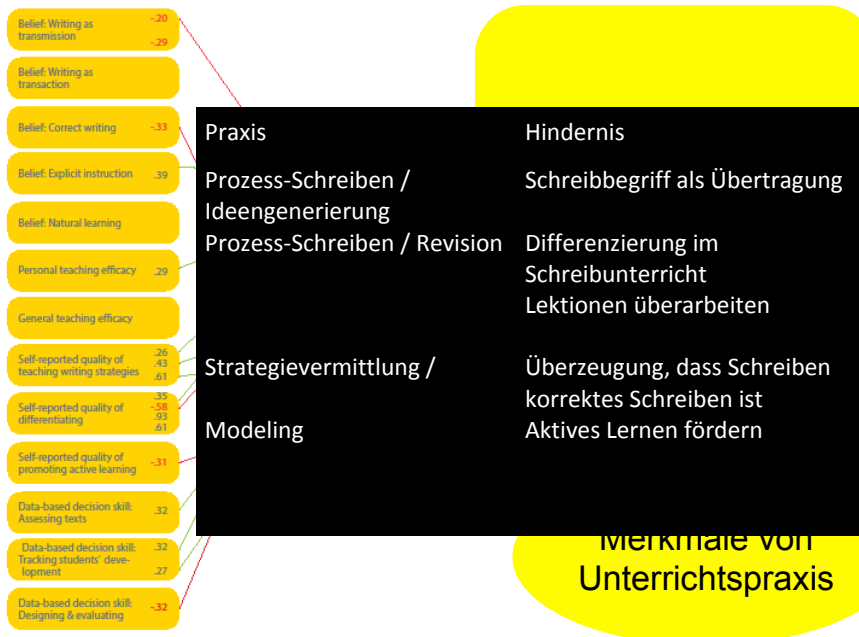 Belief: Writing as
transmission
-.20
-.29
Belief: Writing as
transaction
Belief: Correct writing -.33
Belief: Explicit instruction .39
Belief: Natural learning
Personal teaching efficacy .29
General teaching efficacy
Self-reported quality of
teaching writing strategies
.26
.43
.61
Self-reported quality of
differentiating
.35
-.58
.93
.61
Self-reported quality of
promoting active learning
-.31
Data-based decision skill:
Assessing texts
.32
Data-based decision skill:
Tracking students' deve-
lopment
.32
.27
Data-based decision skill:
Designing & evaluating
-.32
Praxis Hindernis
Prozess-Schreiben / Schreibbegriff als Übertragung
Ideengenerierung
Prozess-Schreiben / Revision Differenzierung im
Schreibunterricht
Lektionen überarbeiten
Strategievermittlung / Überzeugung, dass Schreiben
korrektes Schreiben ist
Modeling Aktives Lernen fördern
Merkmale von
Unterrichtspraxis